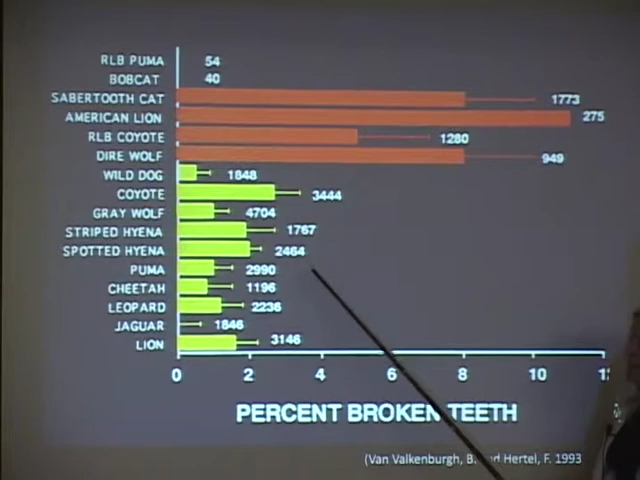 RLB PUMA 54
BOBCAT 40
SABERTOOTH CAT 1773
AMERICAN LION 275
RLB COYOTE 1280
DIRE WOLF 949
WILD DOG 1848
COYOTE 3444
GRAY WOLF 4704
STRIPED HYENA 1767
SPOTTED HYENA 2464
PUMA 2990
CHEETAH 1196
LEOPARD 2236
JAGUAR 1846
LION 3146
0 2 4 6 8 10
PERCENT BROKEN TEETH
(Van Valkenburgh, B. Hertel, F. 1993